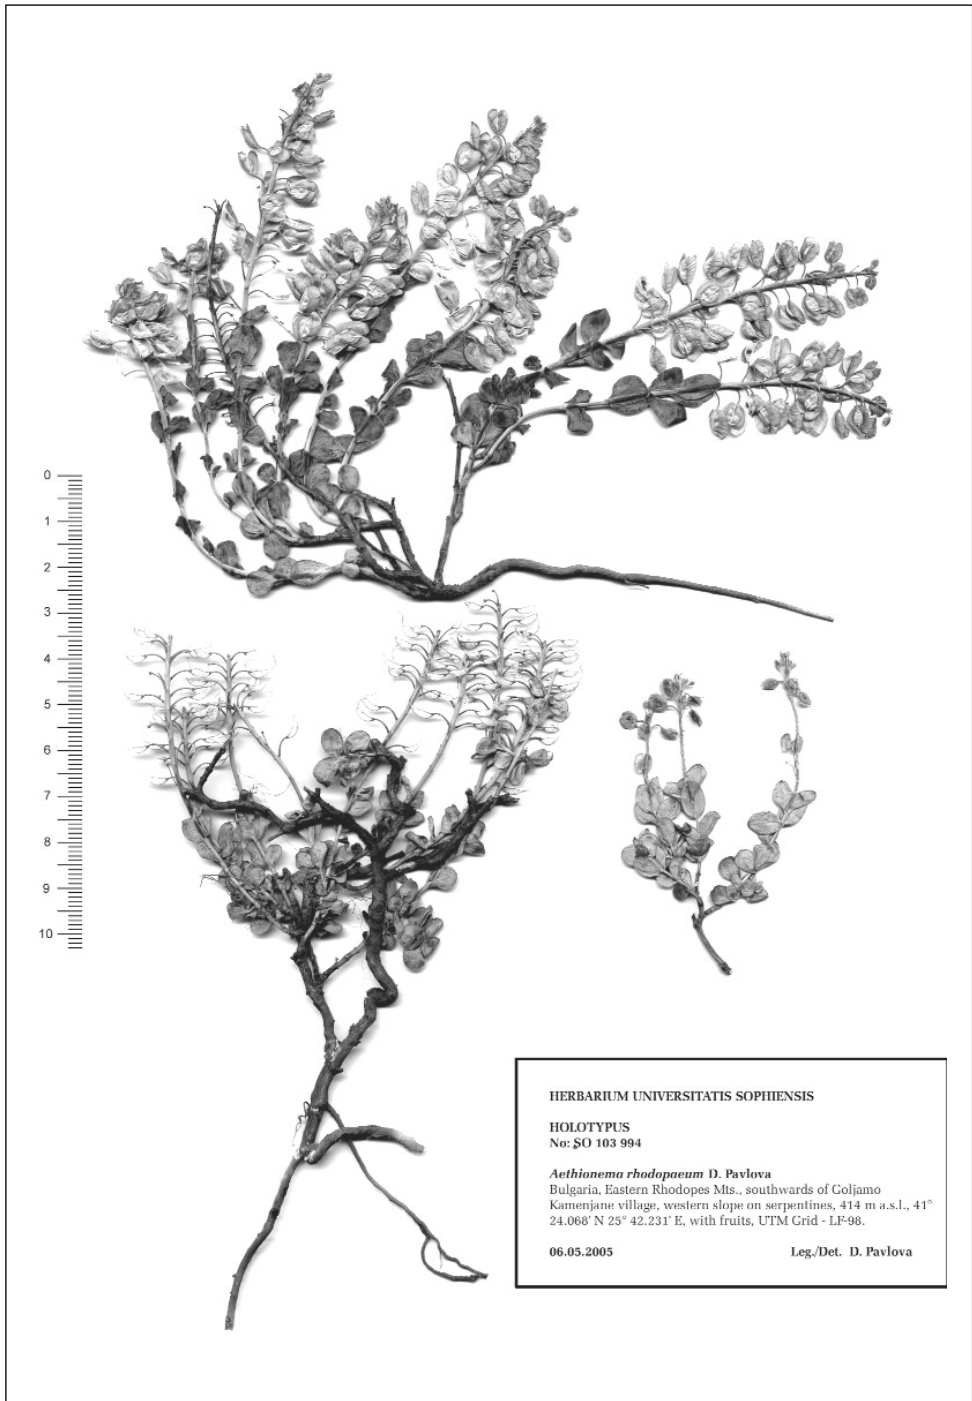 0
1
2
3
4
5
6
7
8
9
10
HERBARIUM UNIVERSITATIS SOPHIENSIS
HOLOTYPUS
No: SO 103 994
Aethionema rhodopaeum D. Pavlova
Bulgaria, Eastern Rhodopes Mts., southwards of Goljamo
Kamenjane village, western slope on serpentines, 414 m a.s.l., 41°
24.068' N 25° 42.231' E, with fruits, UTM Grid - LF-98.
06.05.2005 Leg./Det. D. Pavlova